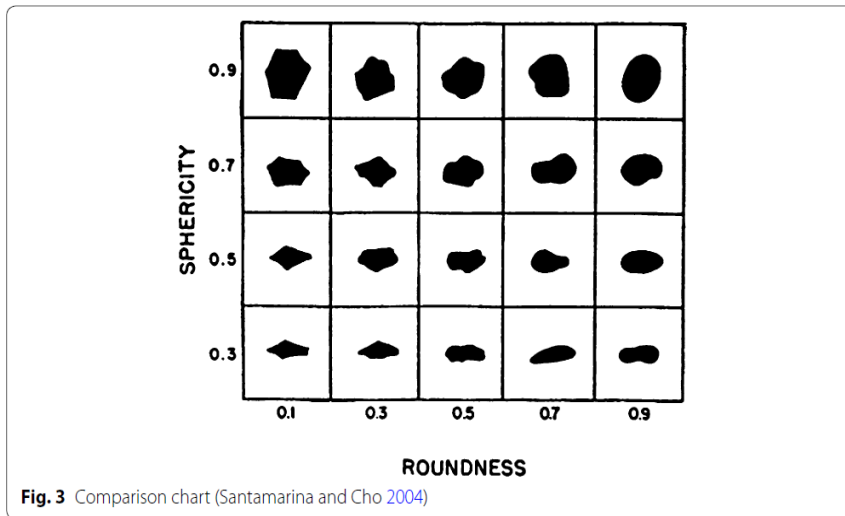 SPHERICITY
0.9
0.7
0.5
0.3
0.1 0.3 0.5 0.7 0.9
ROUNDNESS
Fig. 3 Comparison chart (Santamarina and Cho 2004)